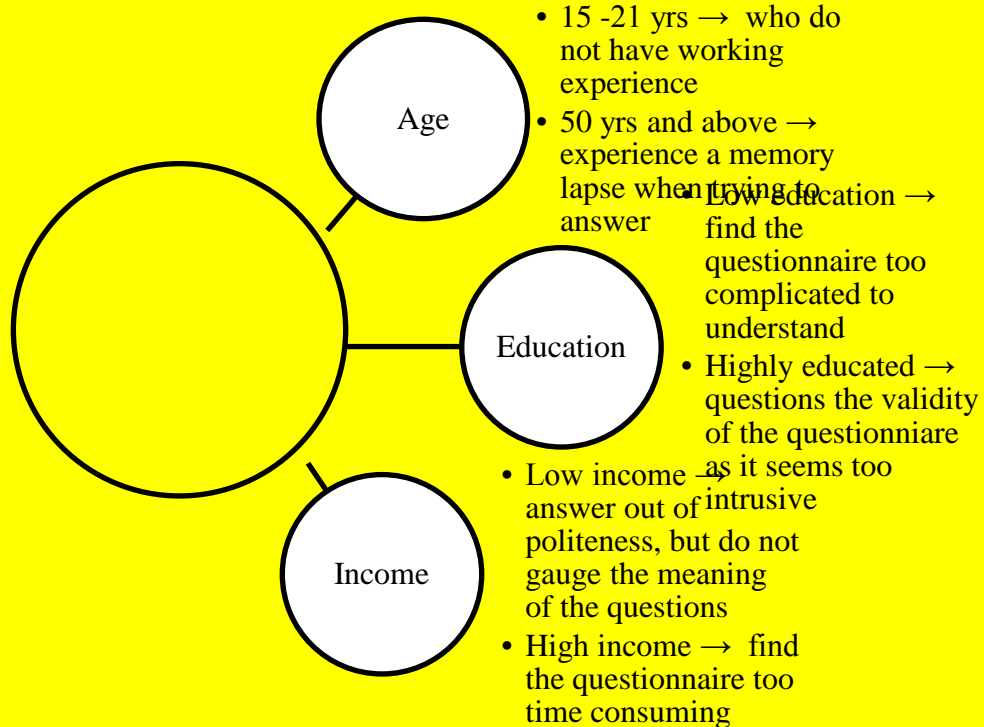 Age
• 15 -21 yrs → who do
not have working
experience
• 50 yrs and above →
experience a memory
lapse when trying to
answer
Education
• Low education →
find the
questionnaire too
complicated to
understand
• Highly educated →
questions the validity
of the questionniare
as it seems too
intrusive
Income
• Low income →
answer out of
politeness, but do not
gauge the meaning
of the questions
• High income → find
the questionnaire too
time consuming